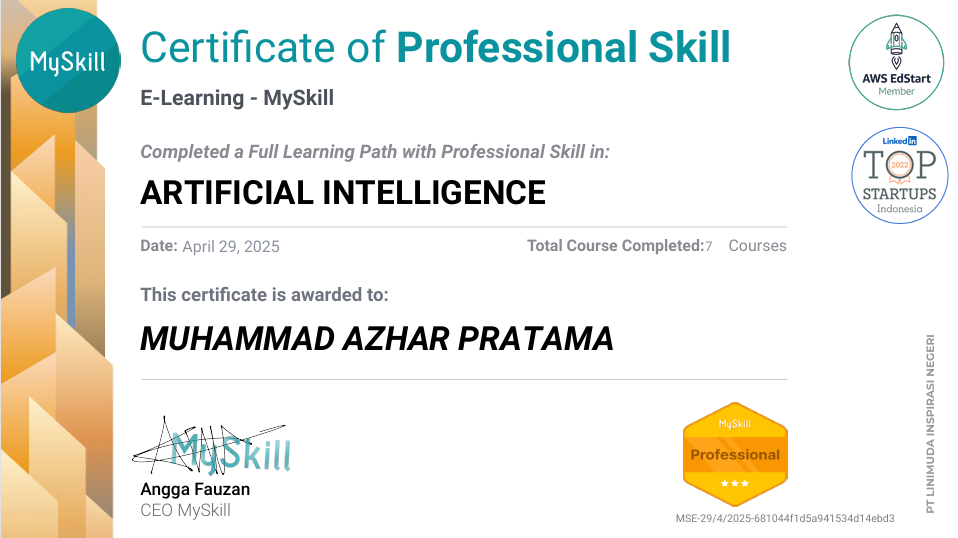 MySkill
Certificate of Professional Skill
E-Learning - MySkill
Completed a Full Learning Path with Professional Skill in:
ARTIFICIAL INTELLIGENCE
Date: April 29, 2025
Total Course Completed:7 Courses
This certificate is awarded to:
MUHAMMAD AZHAR PRATAMA
MySkill
Angga Fauzan
CEO MySkill
MySkill
Professional
MSE-29/4/2025-681044f1d5a941534d14ebd3
AWS EdStart
Member
LinkedIn
TOP
2022
STARTUPS
Indonesia
PT LINIMUDA INSPIRASI NEGERI